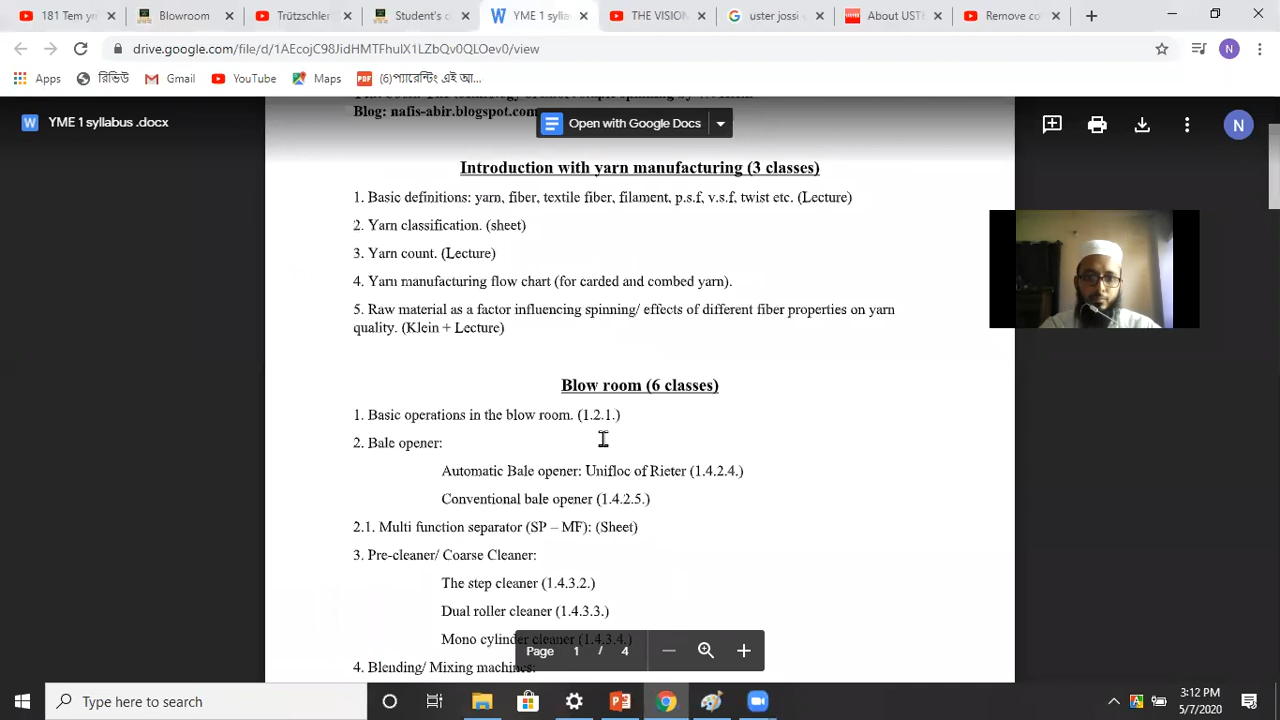 181 Tem ye
Blowroom
Trützschler
Student's c
YME 1 sylla
THE VISION
uster jossi v
About USTE
Remove co
drive.google.com/file/d/1AEcojC98JidHMTFhulX1LZbQv0QLOev0/view
N
Apps
রিভিউ
Gmail
YouTube
Maps
PDF
(6)প্যারেন্টিং এই আ...
W
YME 1 syllabus .docx
Blog: nafis-abir.blogspot.com
Open with Google Docs
N
Introduction with yarn manufacturing (3 classes)
1. Basic definitions: yarn, fiber, textile fiber, filament, p.s.f, v.s.f, twist etc. (Lecture)
2. Yarn classification. (sheet)
3. Yarn count. (Lecture)
4. Yarn manufacturing flow chart (for carded and combed yarn).
5. Raw material as a factor influencing spinning/ effects of different fiber properties on yarn
quality. (Klein + Lecture)
Blow room (6 classes)
1. Basic operations in the blow room. (1.2.1.)
2. Bale opener:
Automatic Bale opener: Unifloc of Rieter (1.4.2.4.)
Conventional bale opener (1.4.2.5.)
2.1. Multi function separator (SP – MF): (Sheet)
3. Pre-cleaner/ Coarse Cleaner:
The step cleaner (1.4.3.2.)
Dual roller cleaner (1.4.3.3.)
Mono cylinder cleaner (1.4.3.4.)
Page 1 / 4
4. Blending/ Mixing machines:
Type here to search
3:12 PM
5/7/2020